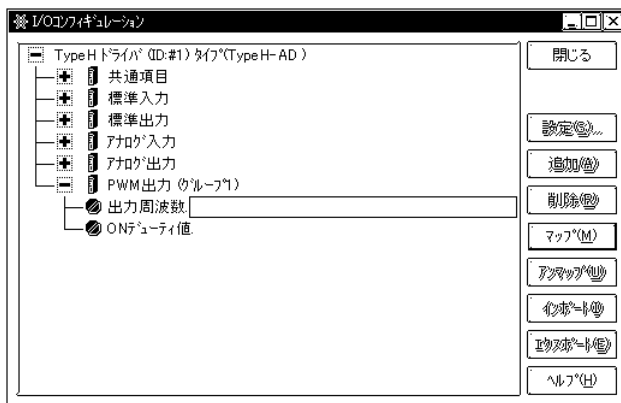 I/Oコンフィギュレーション
TypeH ドライバ (ID:#1) タイプ(TypeH-AD )
共通項目
標準入力
標準出力
アナログ入力
アナログ出力
PWM出力 (グループ1)
出力周波数.
ONデューティ値.
閉じる
設定(S)...
追加(A)
削除(R)
マップ(M)
アンマップ(U)
インポート(I)
エクスポート(E)
ヘルプ(H)